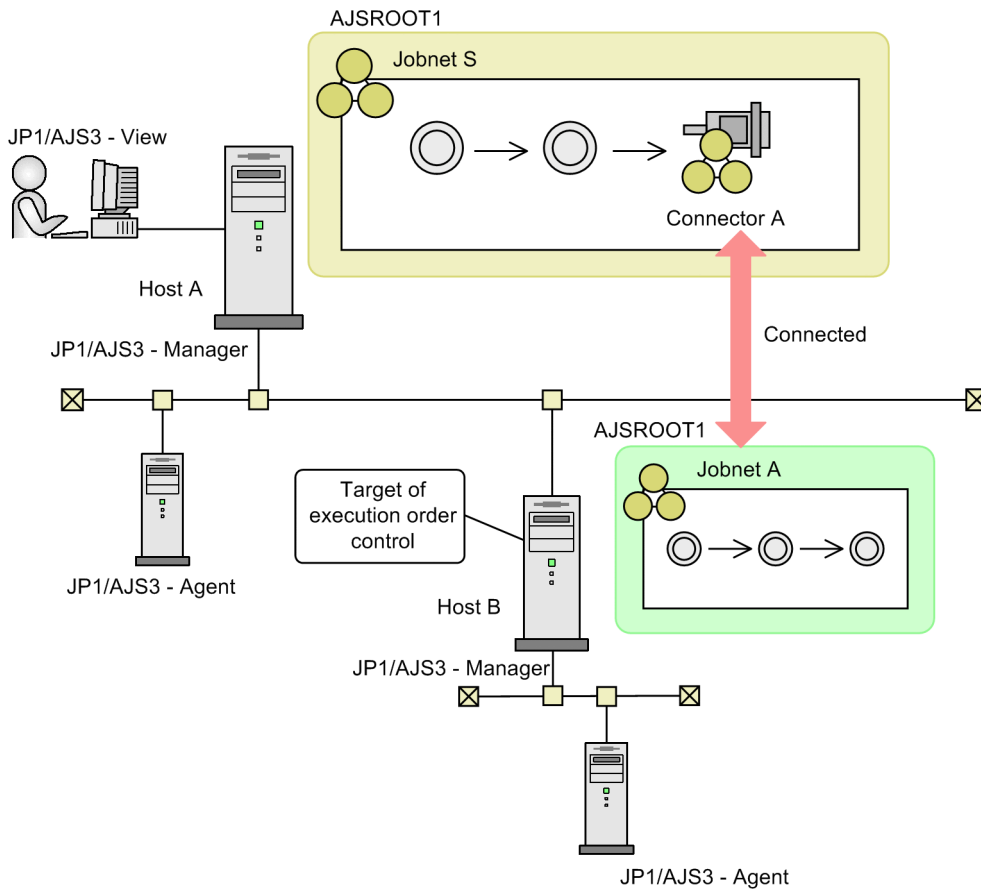 AJSROOT1
Jobnet S
JP1/AJS3 - View
Connector A
Host A
Connected
JP1/AJS3 - Manager
AJSROOT1
Jobnet A
Target of
execution order
control
JP1/AJS3 - Agent
Host B
JP1/AJS3 - Manager
JP1/AJS3 - Agent